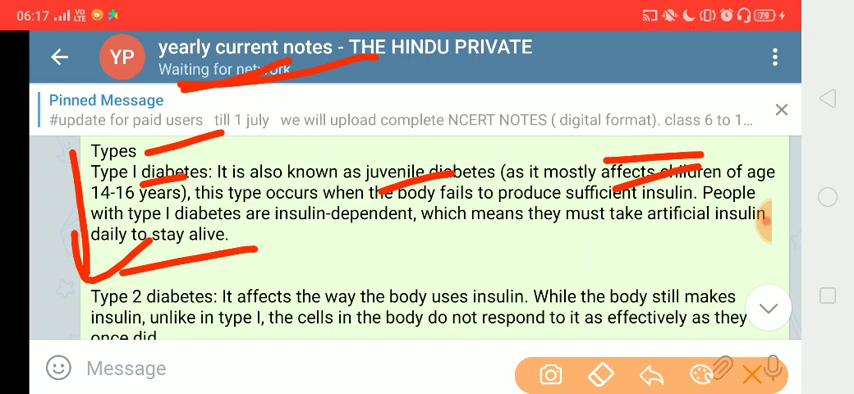 06:17 VO LTE 79
yearly current notes - THE HINDU PRIVATE
YP
Waiting for network
Pinned Message
#update for paid users till 1 july we will upload complete NCERT NOTES ( digital format). class 6 to 1...
Types
Type I diabetes: It is also known as juvenile diabetes (as it mostly affects children of age
14-16 years), this type occurs when the body fails to produce sufficient insulin. People
with type I diabetes are insulin-dependent, which means they must take artificial insulin
daily to stay alive.
Type 2 diabetes: It affects the way the body uses insulin. While the body still makes
insulin, unlike in type I, the cells in the body do not respond to it as effectively as they
once did.
Message